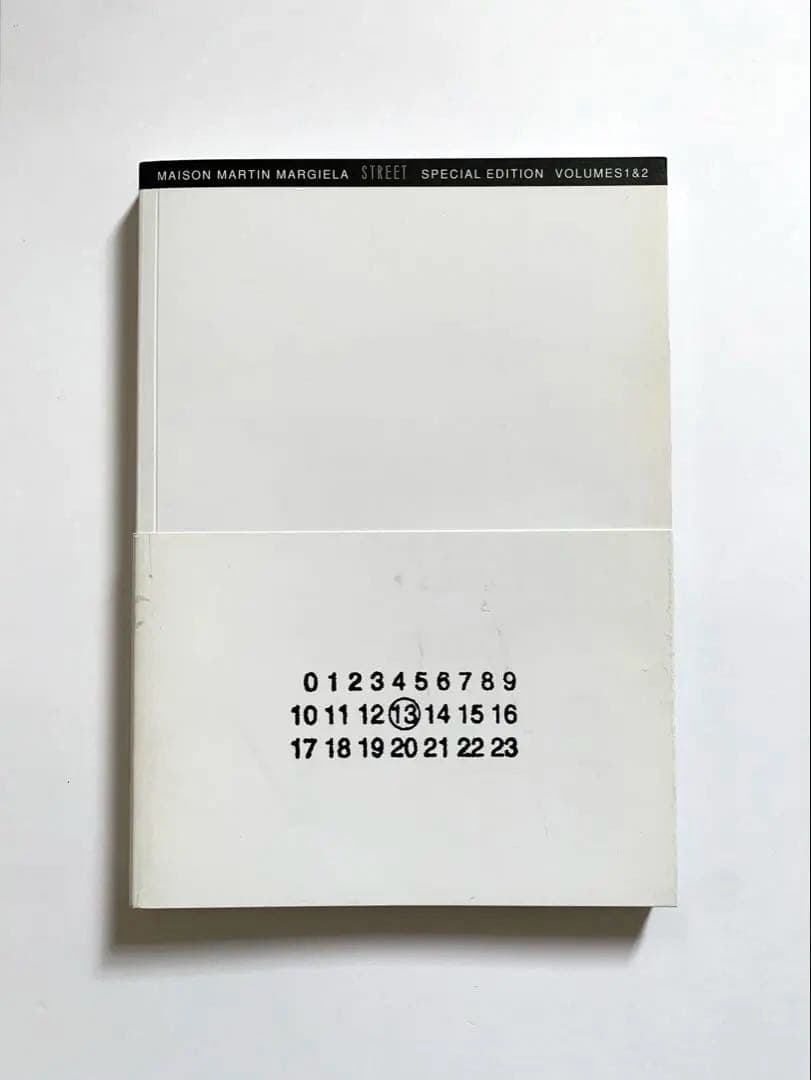 MAISON MARTIN MARGIELA STREET SPECIAL EDITION VOLUMES1&2
0 1 2 3 4 5 6 7 8 9
10 11 12 13 14 15 16
17 18 19 20 21 22 23